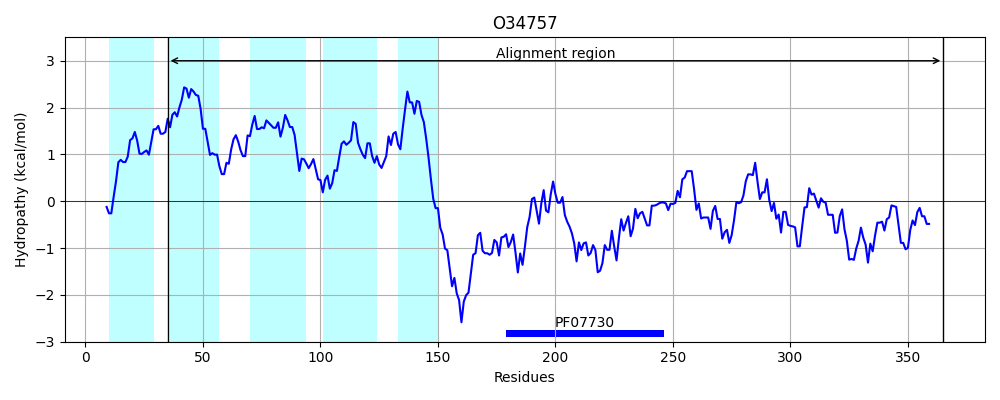 O34757
Hydropathy (kcal/mol)
3
2
1
0
−1
−2
−3
Alignment region
PF07730
0 50 100 150 200 250 300 350
Residues